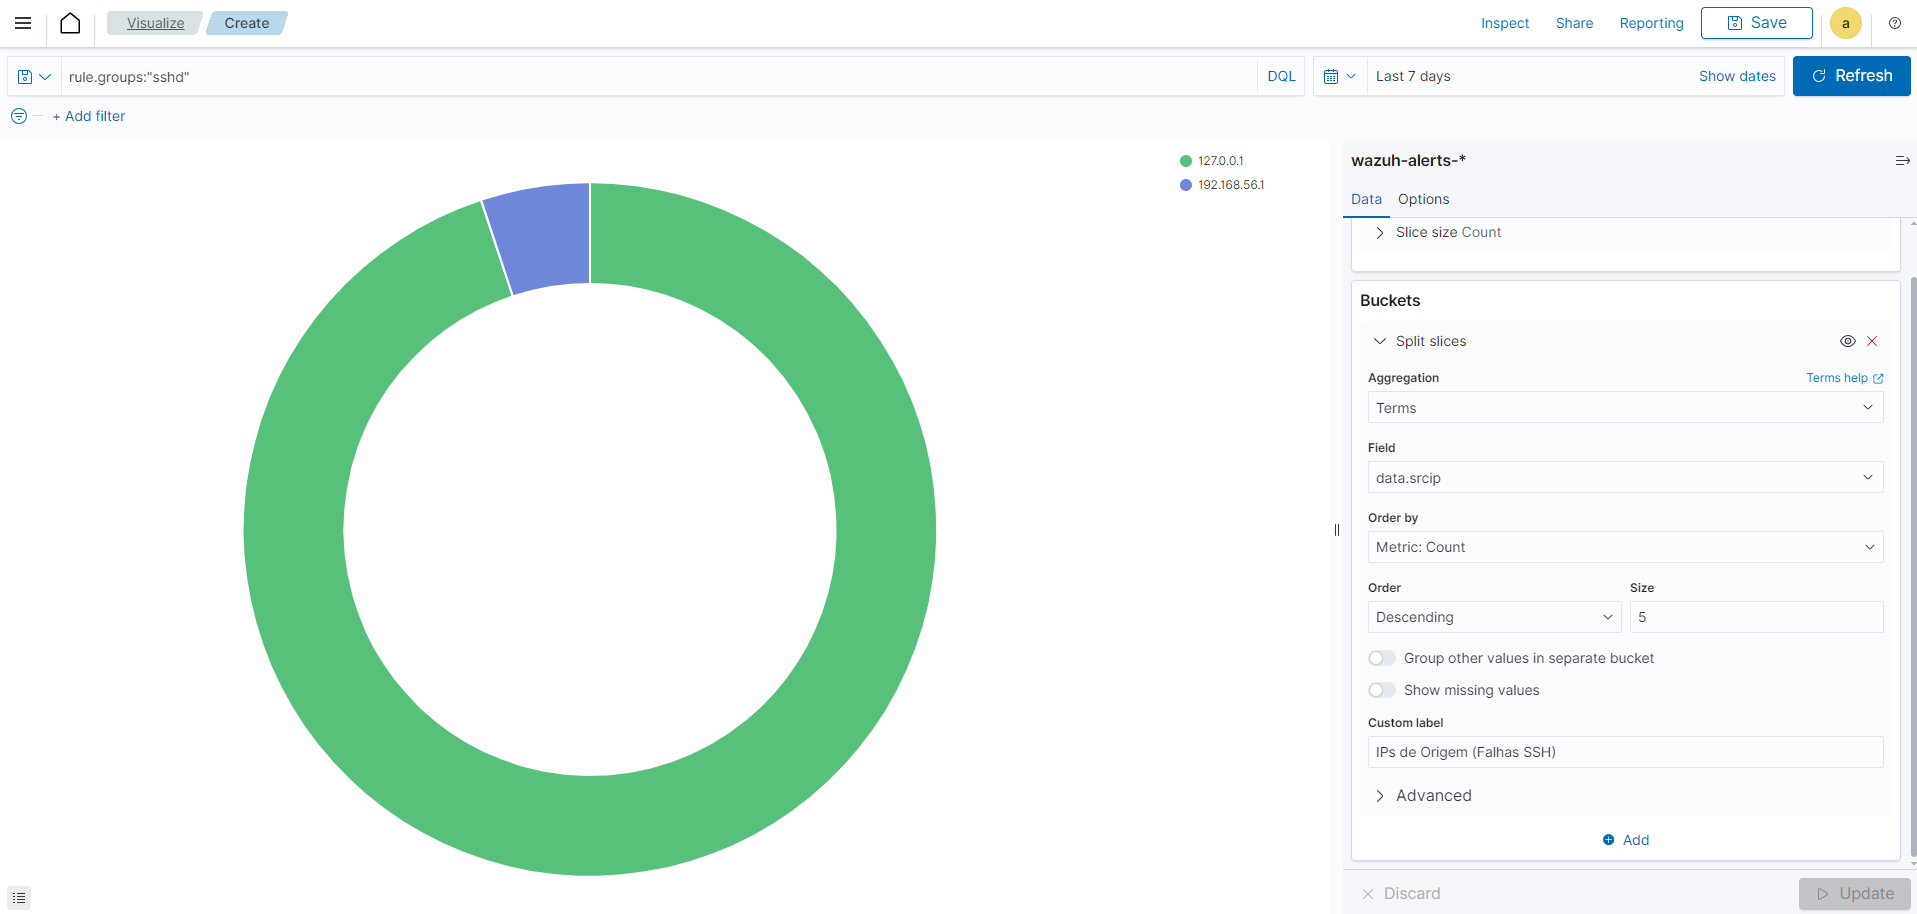 Visualize Create Inspect Share Reporting Save a
rule.groups:"sshd" DQL Last 7 days Show dates Refresh
+ Add filter
127.0.0.1
192.168.56.1
wazuh-alerts-*
Data Options
Slice size Count
Buckets
Split slices
Aggregation Terms help
Terms
Field
data.srcip
Order by
Metric: Count
Order Size
Descending 5
Group other values in separate bucket
Show missing values
Custom label
IPs de Origem (Falhas SSH)
Advanced
Add
Discard Update